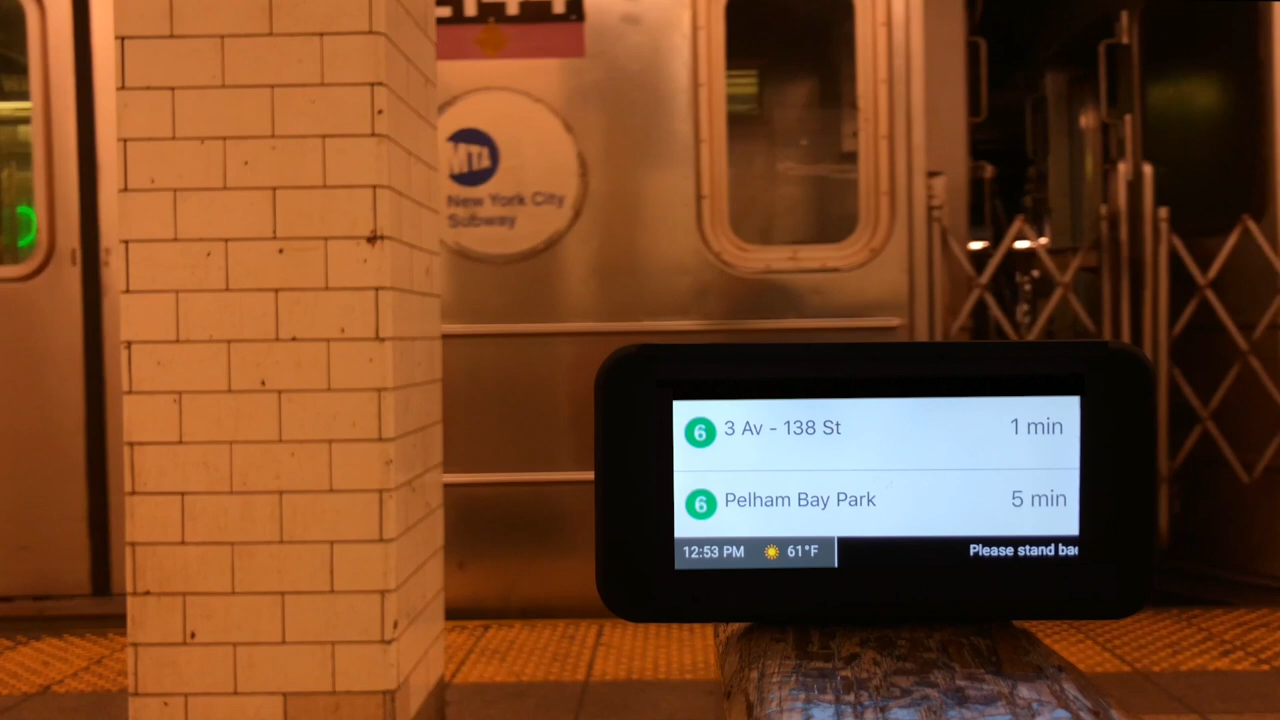 MTA
New York City
Subway
6 3 Av - 138 St 1 min
6 Pelham Bay Park 5 min
12:53 PM 61°F Please stand bac